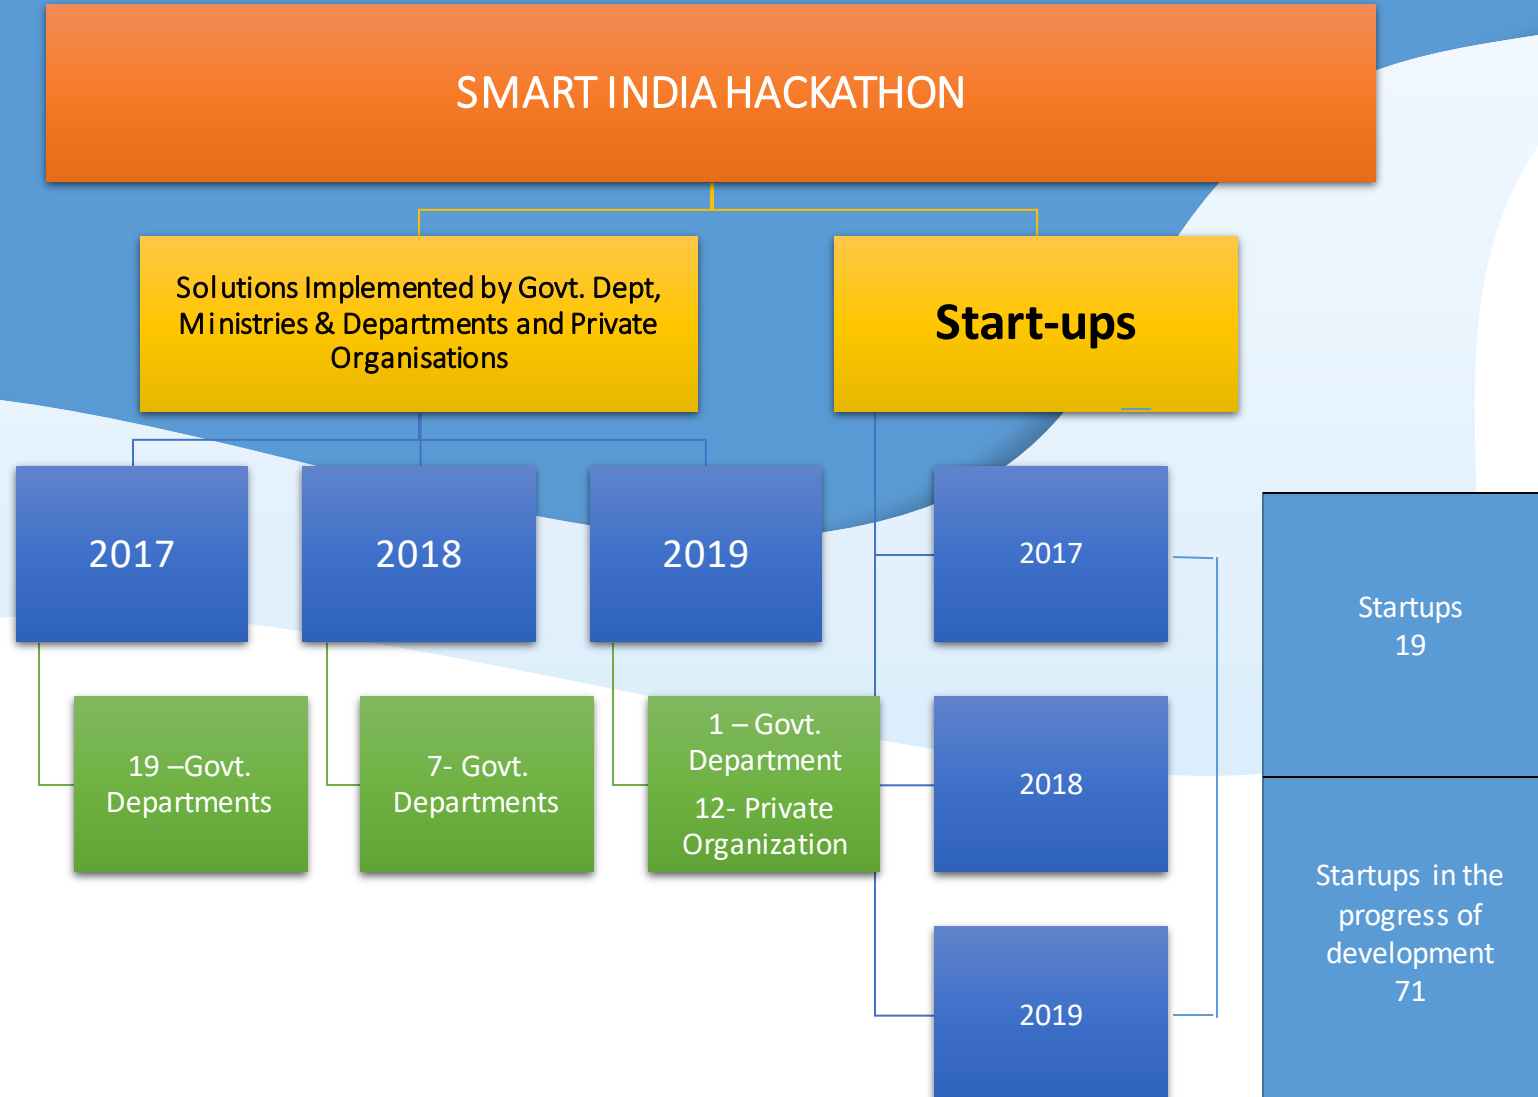 SMART INDIA HACKATHON
Solutions Implemented by Govt. Dept,
Ministries & Departments and Private
Organisations
Start-ups
2017
2018
2019
19 –Govt.
Departments
7- Govt.
Departments
1 – Govt.
Department
12- Private
Organization
2017
2018
2019
Startups
19
Startups in the
progress of
development
71